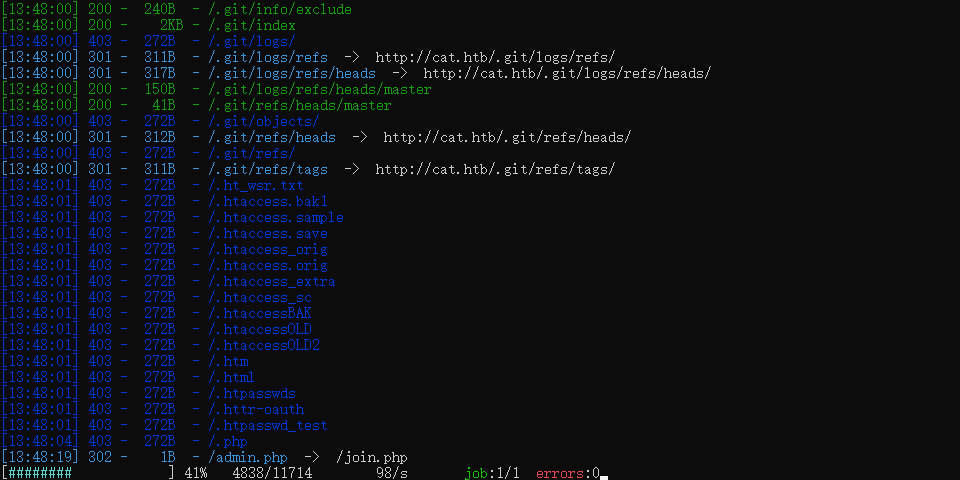 [13:48:00] 200 -  240B  - /.git/info/exclude
[13:48:00] 200 -    2KB - /.git/index
[13:48:00] 403 -  272B  - /.git/logs/
[13:48:00] 301 -  311B  - /.git/logs/refs  ->  http://cat.htb/.git/logs/refs/
[13:48:00] 301 -  317B  - /.git/logs/refs/heads  ->  http://cat.htb/.git/logs/refs/heads/
[13:48:00] 200 -  150B  - /.git/logs/refs/heads/master
[13:48:00] 200 -   41B  - /.git/refs/heads/master
[13:48:00] 403 -  272B  - /.git/objects/
[13:48:00] 301 -  312B  - /.git/refs/heads  ->  http://cat.htb/.git/refs/heads/
[13:48:00] 403 -  272B  - /.git/refs/
[13:48:00] 301 -  311B  - /.git/refs/tags  ->  http://cat.htb/.git/refs/tags/
[13:48:01] 403 -  272B  - /.ht_wsr.txt
[13:48:01] 403 -  272B  - /.htaccess.bak1
[13:48:01] 403 -  272B  - /.htaccess.sample
[13:48:01] 403 -  272B  - /.htaccess.save
[13:48:01] 403 -  272B  - /.htaccess_orig
[13:48:01] 403 -  272B  - /.htaccess.orig
[13:48:01] 403 -  272B  - /.htaccess_extra
[13:48:01] 403 -  272B  - /.htaccess_sc
[13:48:01] 403 -  272B  - /.htaccessBAK
[13:48:01] 403 -  272B  - /.htaccessOLD
[13:48:01] 403 -  272B  - /.htaccessOLD2
[13:48:01] 403 -  272B  - /.htm
[13:48:01] 403 -  272B  - /.html
[13:48:01] 403 -  272B  - /.htpasswds
[13:48:01] 403 -  272B  - /.httr-oauth
[13:48:01] 403 -  272B  - /.htpasswd_test
[13:48:04] 403 -  272B  - /.php
[13:48:19] 302 -    1B  - /admin.php  ->  /join.php
[########            ] 41%   4838/11714        98/s       job:1/1  errors:0